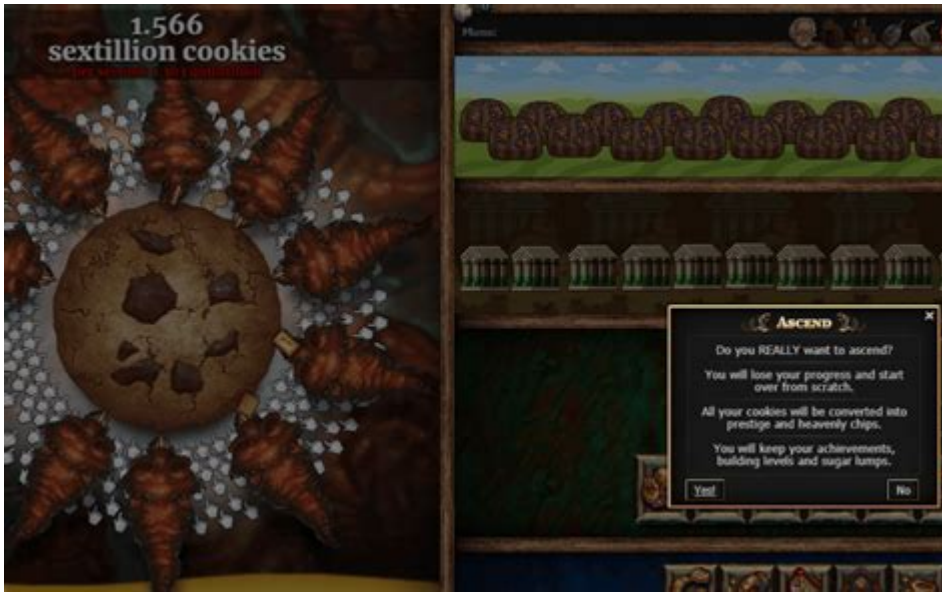 1.566
sextillion cookies
per second :
Ascend
Do you REALLY want to ascend?
You will lose your progress and start
over from scratch.
All your cookies will be converted into
prestige and heavenly chips.
You will keep your achievements,
building levels and sugar lumps.
Yes!
No